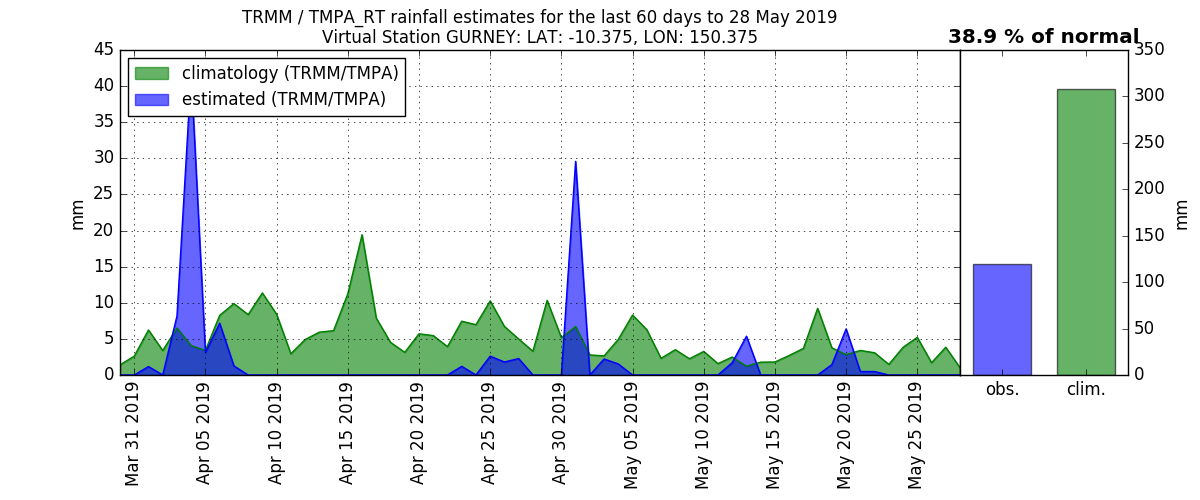 TRMM / TMPA_RT rainfall estimates for the last 60 days to 28 May 2019
Virtual Station GURNEY: LAT: -10.375, LON: 150.375
38.9 % of normal
climatology (TRMM/TMPA)
estimated (TRMM/TMPA)
45
40
35
30
25
20
15
10
5
0
mm
Mar 31 2019
Apr 05 2019
Apr 10 2019
Apr 15 2019
Apr 20 2019
Apr 25 2019
Apr 30 2019
May 05 2019
May 10 2019
May 15 2019
May 20 2019
May 25 2019
350
300
250
200
150
100
50
0
mm
obs.
clim.